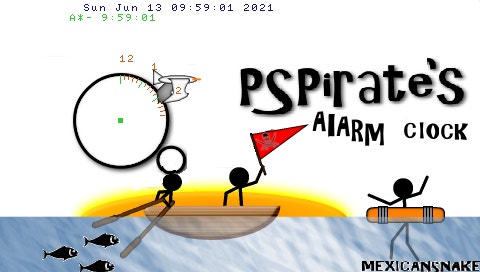 Sun Jun 13 09:59:01 2021
A*- 9:59:01
12
1
2
PSPirate's
Alarm Clock
MEXICANSNAKE